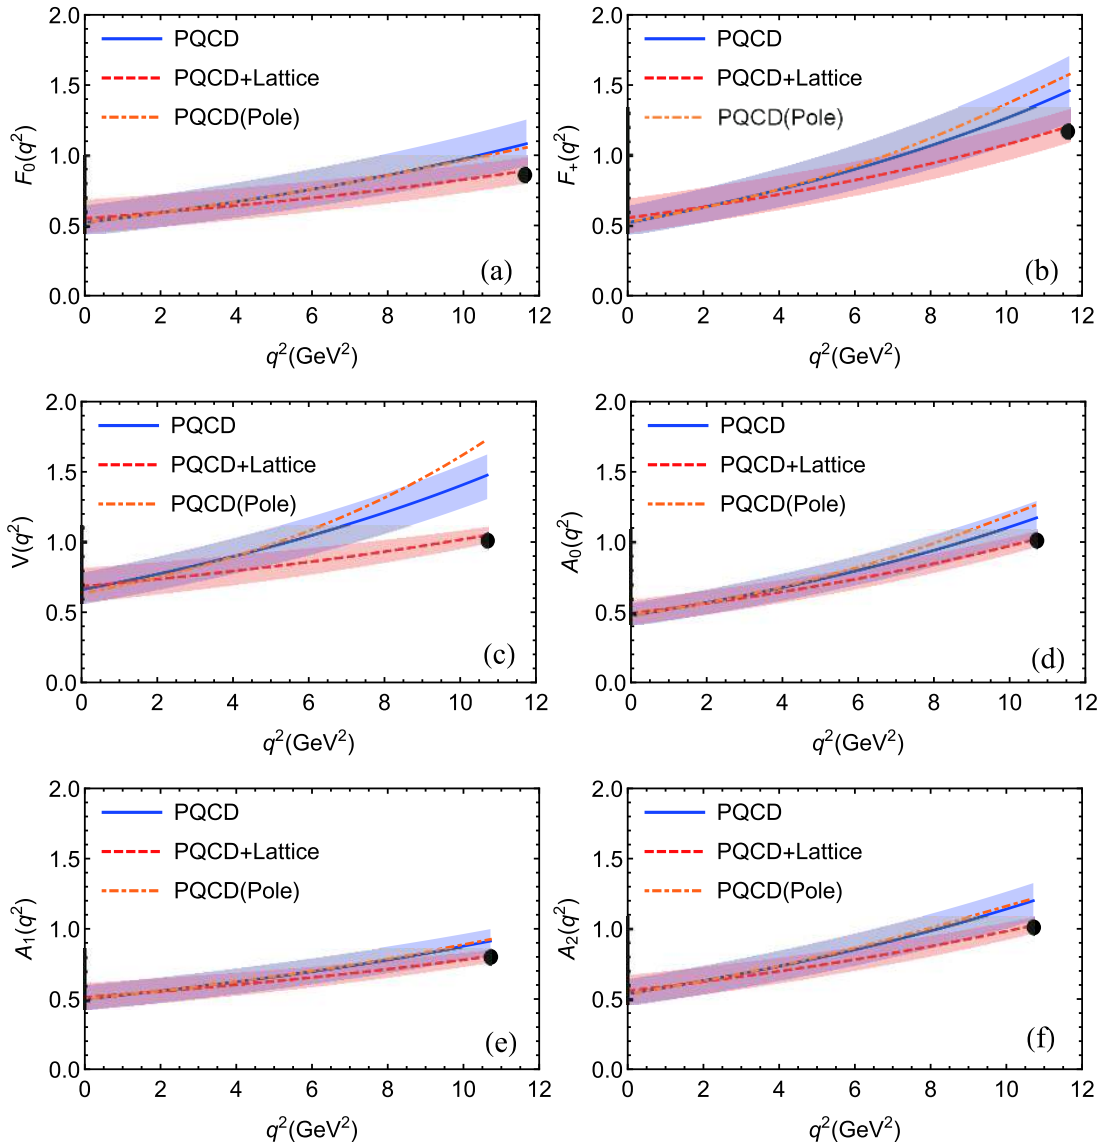 2.0
1.5
1.0
0.5
0.0
F₀(q²)
PQCD
PQCD+Lattice
PQCD(Pole)
(a)
0 2 4 6 8 10 12
q²(GeV²)
2.0
1.5
1.0
0.5
0.0
F₊(q²)
PQCD
PQCD+Lattice
PQCD(Pole)
(b)
0 2 4 6 8 10 12
q²(GeV²)
2.0
1.5
1.0
0.5
0.0
V(q²)
PQCD
PQCD+Lattice
PQCD(Pole)
(c)
0 2 4 6 8 10 12
q²(GeV²)
2.0
1.5
1.0
0.5
0.0
A₀(q²)
PQCD
PQCD+Lattice
PQCD(Pole)
(d)
0 2 4 6 8 10 12
q²(GeV²)
2.0
1.5
1.0
0.5
0.0
A₁(q²)
PQCD
PQCD+Lattice
PQCD(Pole)
(e)
0 2 4 6 8 10 12
q²(GeV²)
2.0
1.5
1.0
0.5
0.0
A₂(q²)
PQCD
PQCD+Lattice
PQCD(Pole)
(f)
0 2 4 6 8 10 12
q²(GeV²)